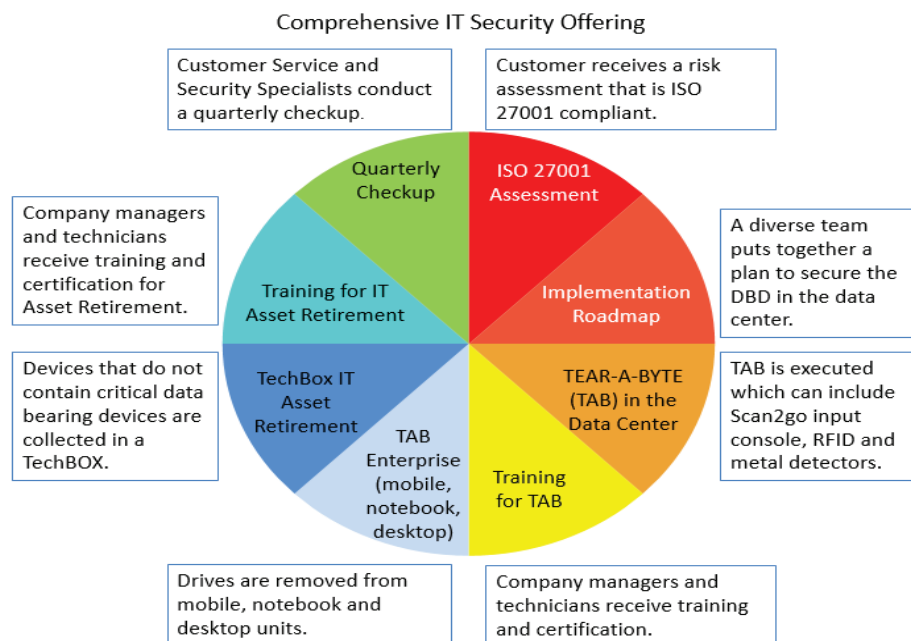 Comprehensive IT Security Offering
Customer Service and
Security Specialists conduct
a quarterly checkup.
Customer receives a risk
assessment that is ISO
27001 compliant.
Quarterly
Checkup
ISO 27001
Assessment
Company managers
and technicians
receive training and
certification for
Asset Retirement.
Training for IT
Asset Retirement
Implementation
Roadmap
A diverse team
puts together a
plan to secure the
DBD in the data
center.
Devices that do not
contain critical data
bearing devices are
collected in a
TechBOX.
TechBox IT
Asset
Retirement
TAB
Enterprise
(mobile,
notebook,
desktop)
Training
for TAB
TEAR-A-BYTE
(TAB) in the
Data Center
TAB is executed
which can include
Scan2go input
console, RFID and
metal detectors.
Drives are removed from
mobile, notebook and
desktop units.
Company managers and
technicians receive training
and certification.